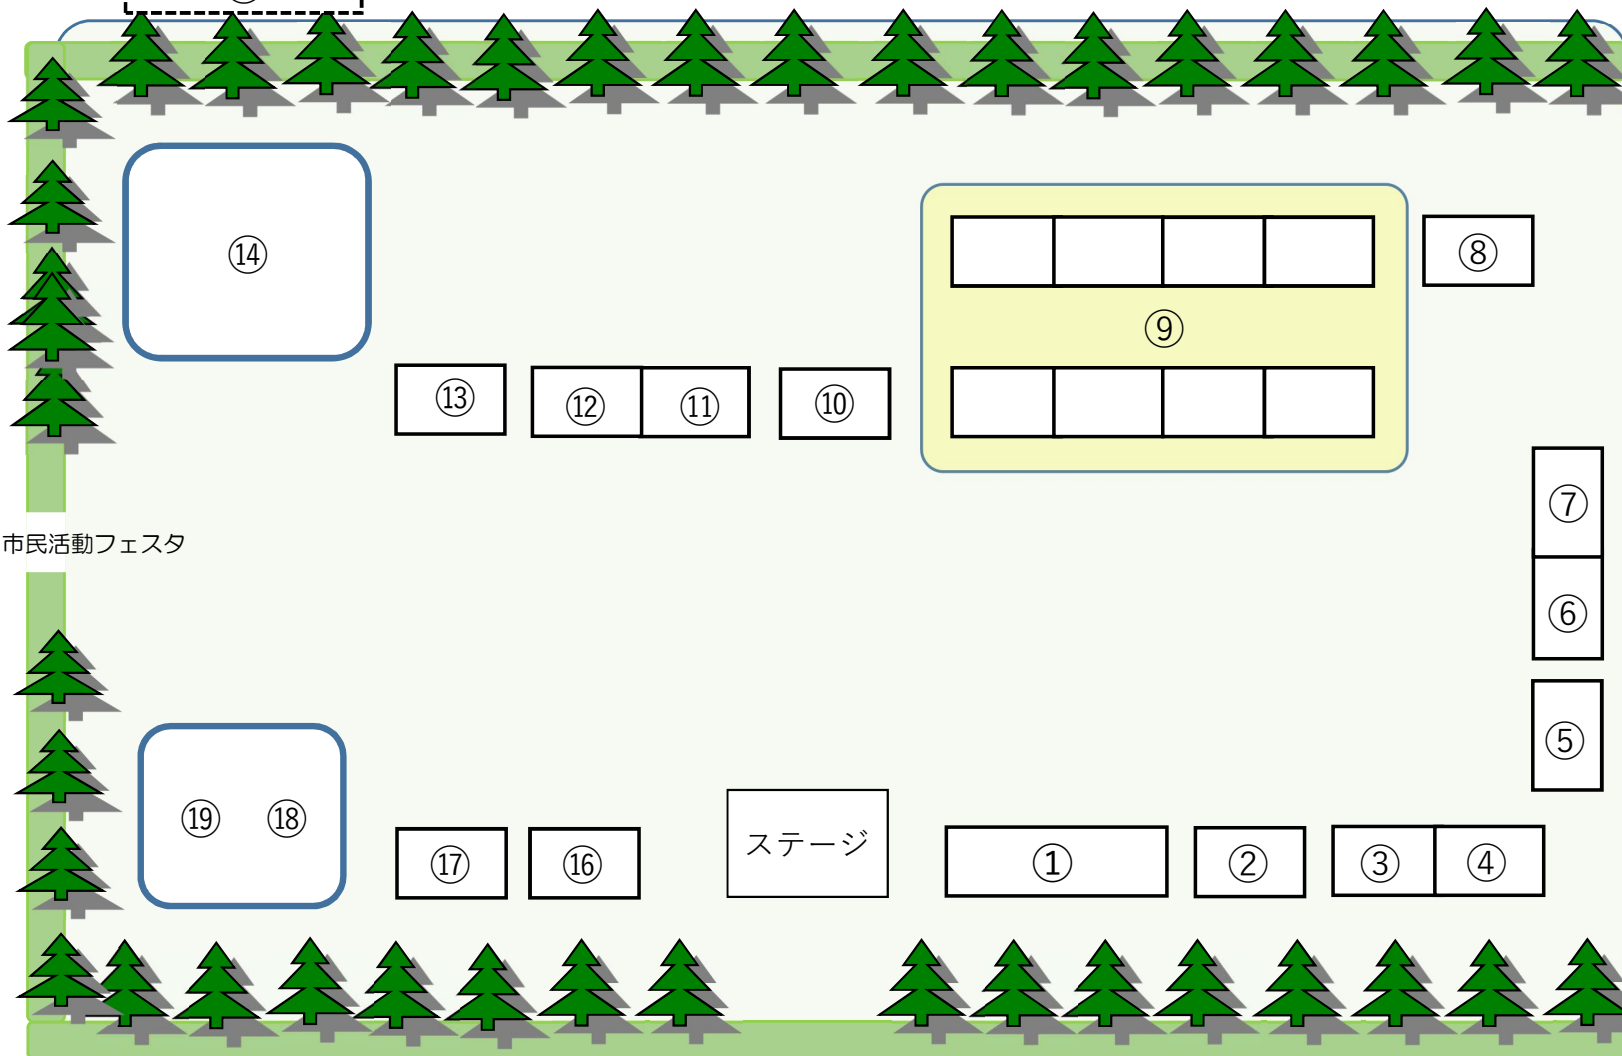 ⑭
⑧
⑨
⑬ ⑫ ⑪ ⑩
⑦
市民活動フェスタ
⑥
⑤
⑲ ⑱
ステージ
⑰ ⑯ ① ② ③ ④